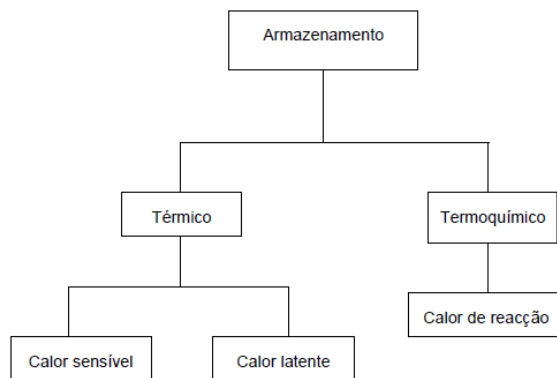 Armazenamento
Térmico
Termoquímico
Calor de reacção
Calor sensível
Calor latente